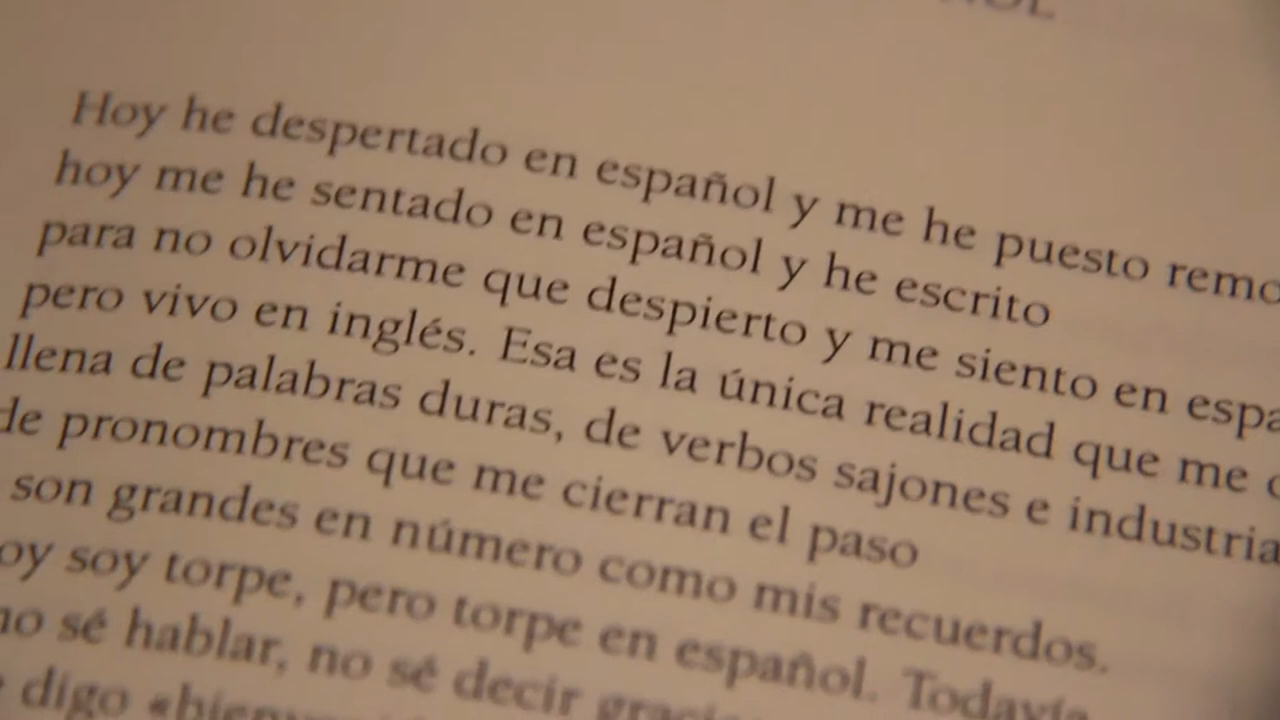 Hoy he despertado en español y me he puesto
hoy me he sentado en español y he escrito
para no olvidarme que despierto y me siento en
pero vivo en inglés. Esa es la única realidad que me
llena de palabras duras, de verbos sajones e
de pronombres que me cierran el paso
son grandes en número como mis recuerdos.
soy torpe, pero torpe en español. Todavía
no sé hablar, no sé decir
digo